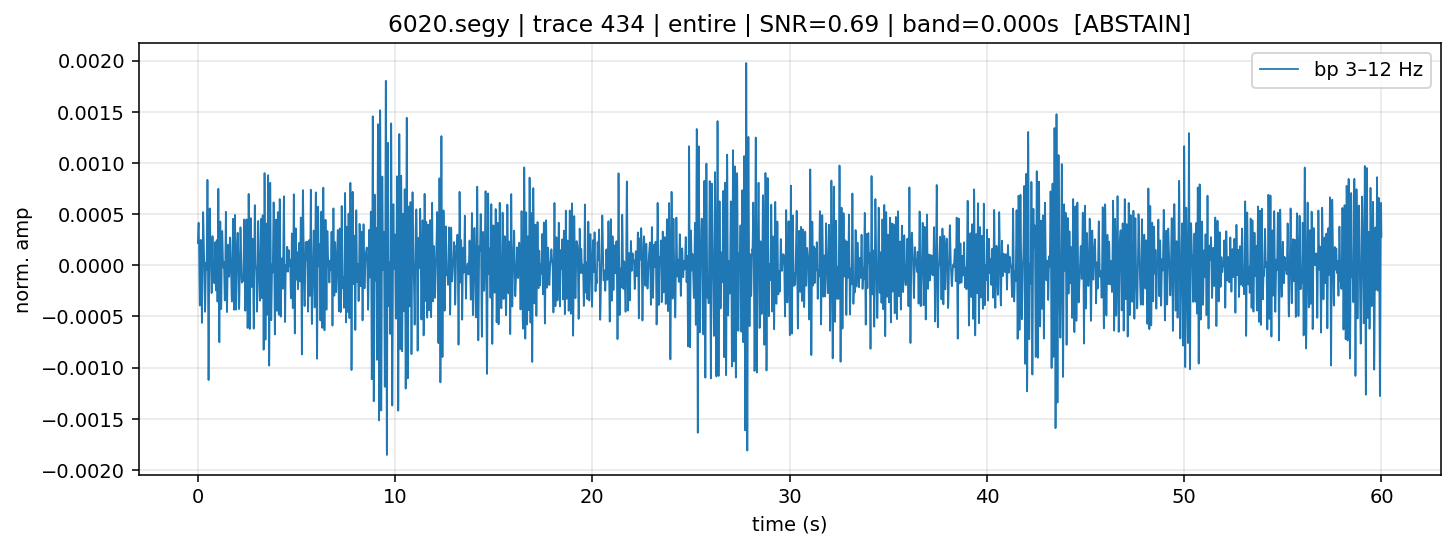 6020.segy | trace 434 | entire | SNR=0.69 | band=0.000s  [ABSTAIN]
bp 3–12 Hz
norm. amp
0.0020
0.0015
0.0010
0.0005
0.0000
−0.0005
−0.0010
−0.0015
−0.0020
0 10 20 30 40 50 60
time (s)